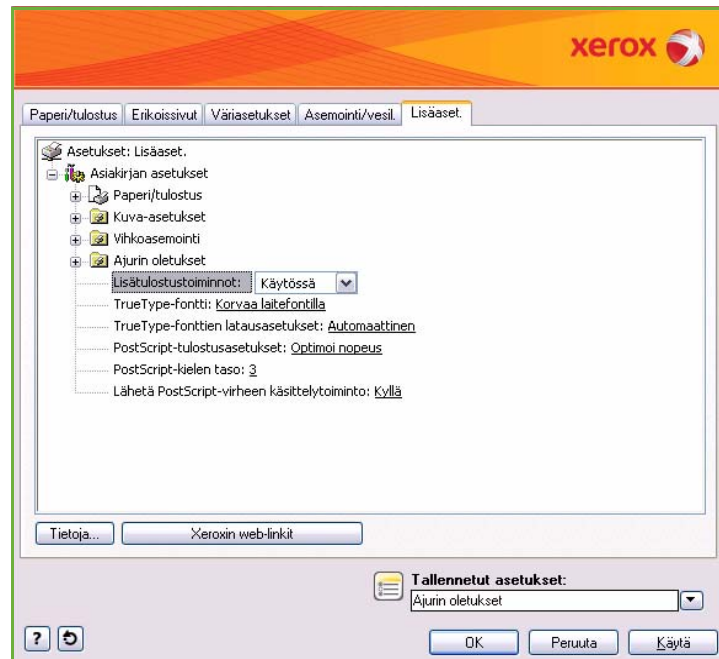 xerox
Paperi/tulostus Erikoissivut Väriasetukset Asemointi/vesil. Lisäaset.
Asetukset: Lisäaset.
Asiakirjan asetukset
Paperi/tulostus
Kuva-asetukset
Vihkoasemointi
Ajurin oletukset
Lisätulostustoiminnot: Käytössä
TrueType-fontti: Korvaa laitefontilla
TrueType-fonttien latausasetukset: Automaattinen
PostScript-tulostusasetukset: Optimoi nopeus
PostScript-kielen taso: 3
Lähetä PostScript-virheen käsittelytoiminto: Kyllä
Tietoja... Xeroxin web-linkit
Tallennetut asetukset:
Ajurin oletukset
? OK Peruuta Käytä